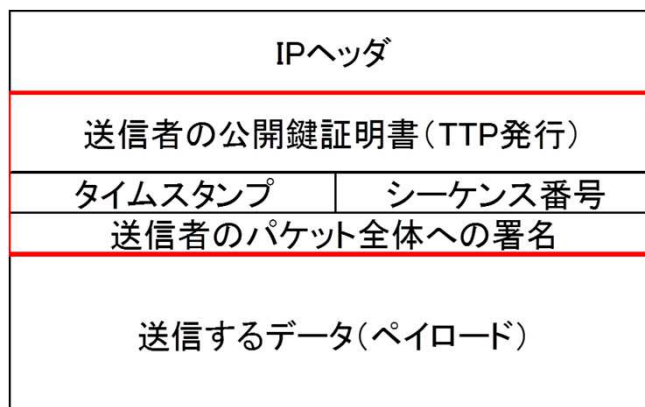 IPヘッダ
送信者の公開鍵証明書(TTP発行)
タイムスタンプ
シーケンス番号
送信者のパケット全体への署名
送信するデータ(ペイロード)